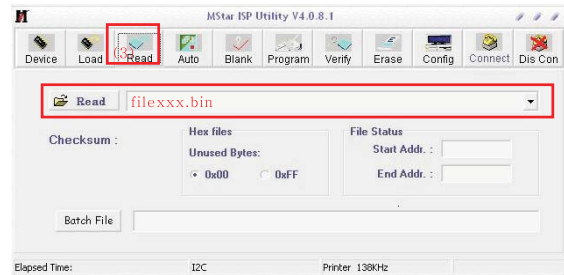 MStar ISP Utility V4.0.8.1
Device Load Read Auto Blank Program Verify Erase Config Connect Dis Con
(3)
Read filexxx.bin
Checksum :
Hex files
Unused Bytes:
0x00 0xFF
File Status
Start Addr. :
End Addr. :
Batch File
Elapsed Time: I2C Printer 138KHz